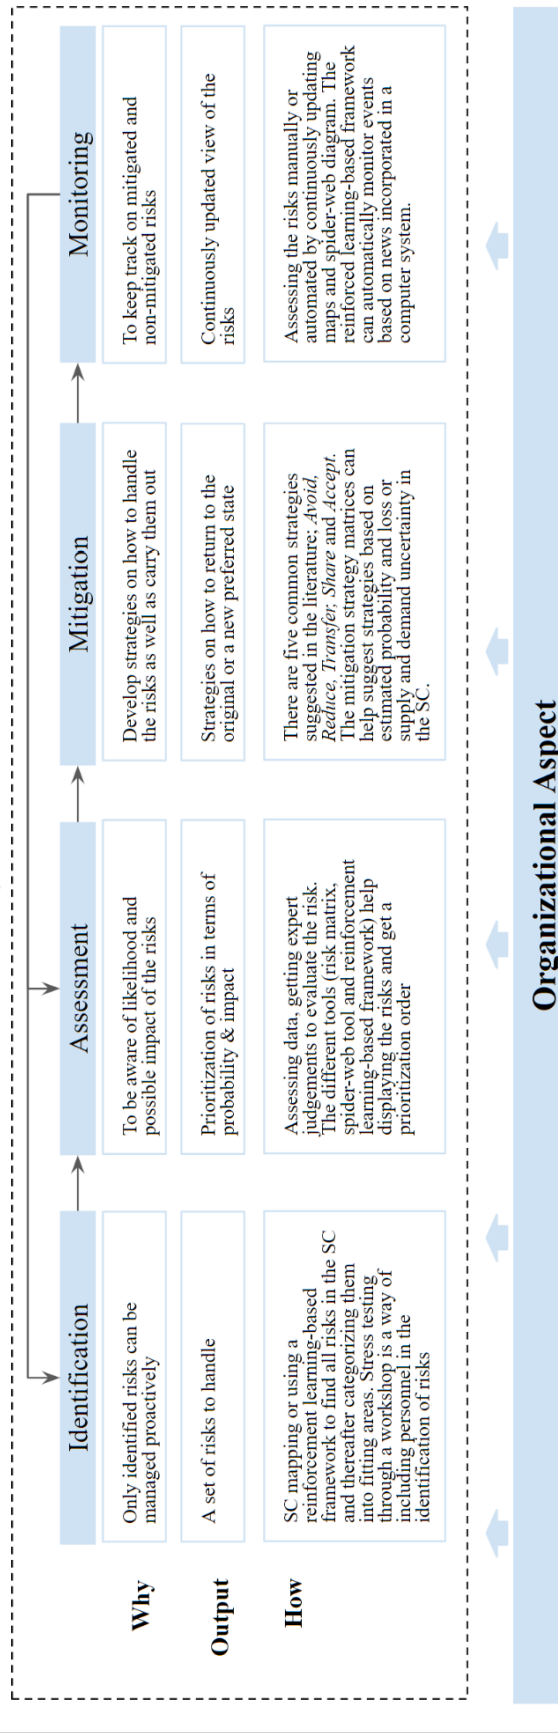 Identification
Assessment
Mitigation
Monitoring
Why
Only identified risks can be
managed proactively
To be aware of likelihood and
possible impact of the risks
Develop strategies on how to handle
the risks as well as carry them out
To keep track on mitigated and
non-mitigated risks
Output
A set of risks to handle
Prioritization of risks in terms of
probability & impact
Strategies on how to return to the
original or a new preferred state
Continuously updated view of the
risks
How
SC mapping or using a
reinforcement learning-based
framework to find all risks in the SC
and thereafter categorizing them
into fitting areas. Stress testing
through a workshop is a way of
including personnel in the
identification of risks
Assessing data, getting expert
judgements to evaluate the risk.
The different tools (risk matrix,
spider-web tool and reinforcement
learning-based framework) help
displaying the risks and get a
prioritization order
There are five common strategies
suggested in the literature; Avoid,
Reduce, Transfer, Share and Accept.
The mitigation strategy matrices can
help suggest strategies based on
estimated probability and loss or
supply and demand uncertainty in
the SC.
Assessing the risks manually or
automated by continuously updating
maps and spider-web diagram. The
reinforced learning-based framework
can automatically monitor events
based on news incorporated in a
computer system.
Organizational Aspect